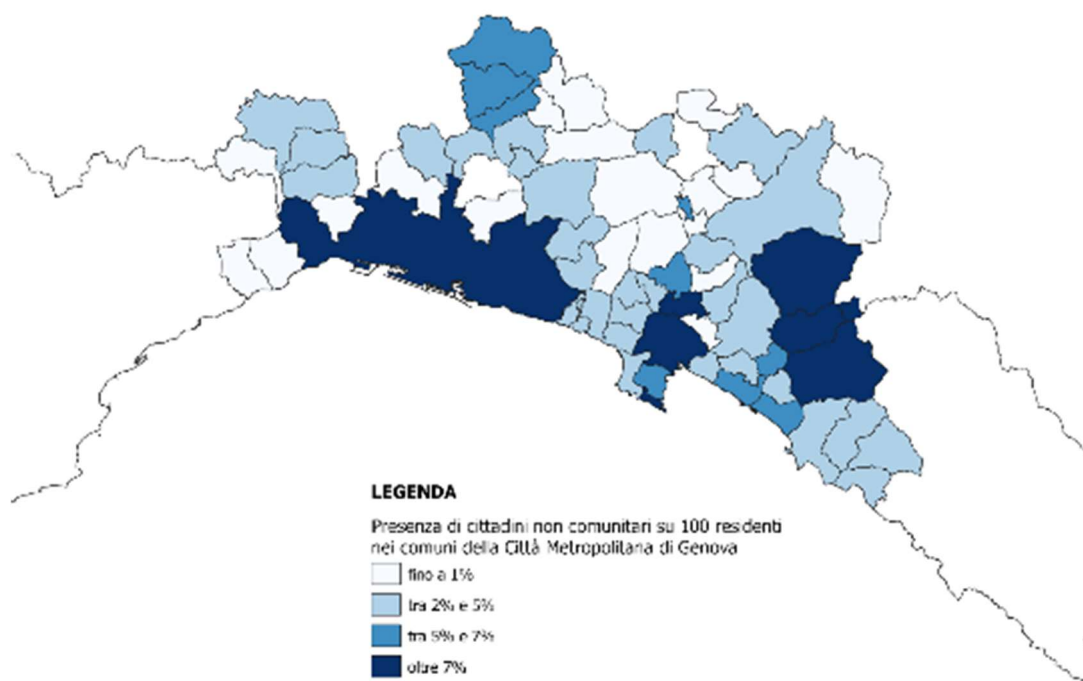 LEGENDA
Presenza di cittadini non comunitari su 100 residenti
nei comuni della Città Metropolitana di Genova
fino a 1%
tra 2% e 5%
tra 5% e 7%
oltre 7%